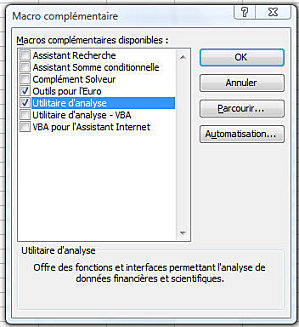 Macro complémentaire
Macros complémentaires disponibles :
Assistant Recherche
Assistant Somme conditionnelle
Complément Solveur
Outils pour l'Euro
Utilitaire d'analyse
Utilitaire d'analyse - VBA
VBA pour l'Assistant Internet
OK
Annuler
Parcourir...
Automatisation...
Utilitaire d'analyse
Offre des fonctions et interfaces permettant l'analyse de
données financières et scientifiques.